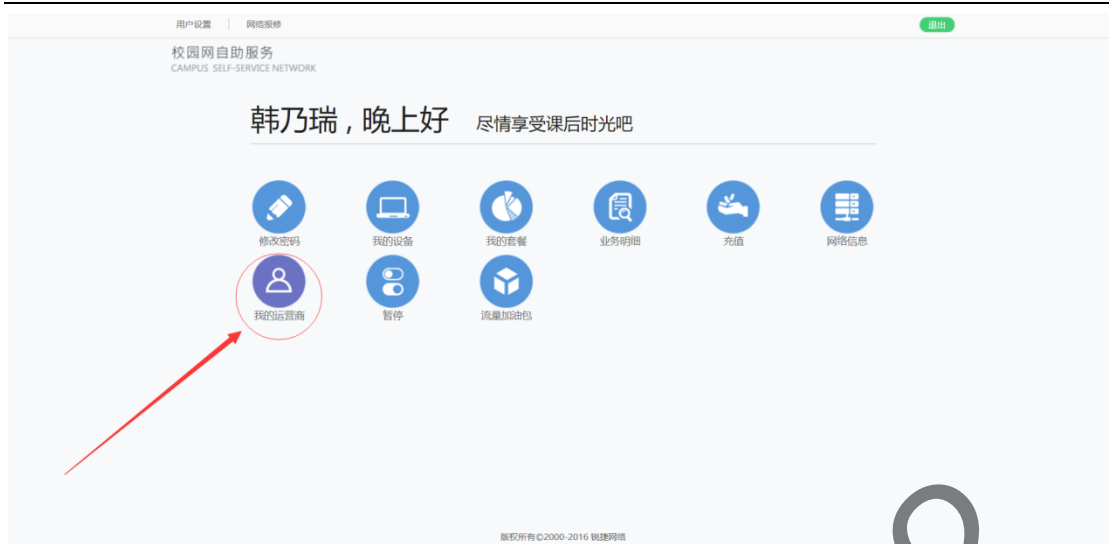 用户设置 网络报修 退出
校园网自助服务
CAMPUS SELF-SERVICE NETWORK
韩乃瑞，晚上好 尽情享受课后时光吧
修改密码 我的设备 我的套餐 业务明细 充值 网络信息
我的运营商 暂停 流量加油包
版权所有©2000-2016 锐捷网络